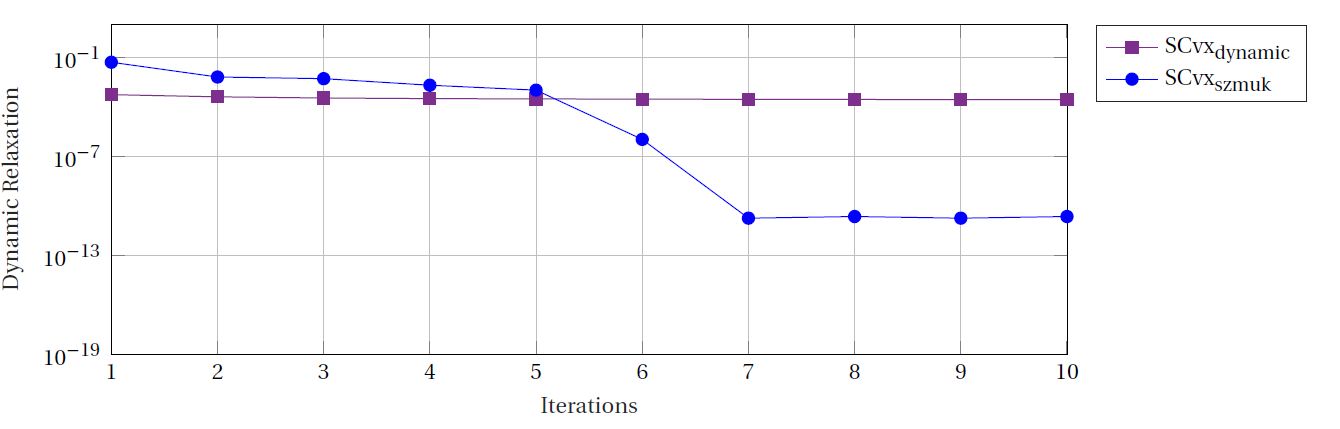 Dynamic Relaxation
10⁻¹
10⁻⁷
10⁻¹³
10⁻¹⁹
1 2 3 4 5 6 7 8 9 10
Iterations
SCvx_dynamic
SCvx_szmuk